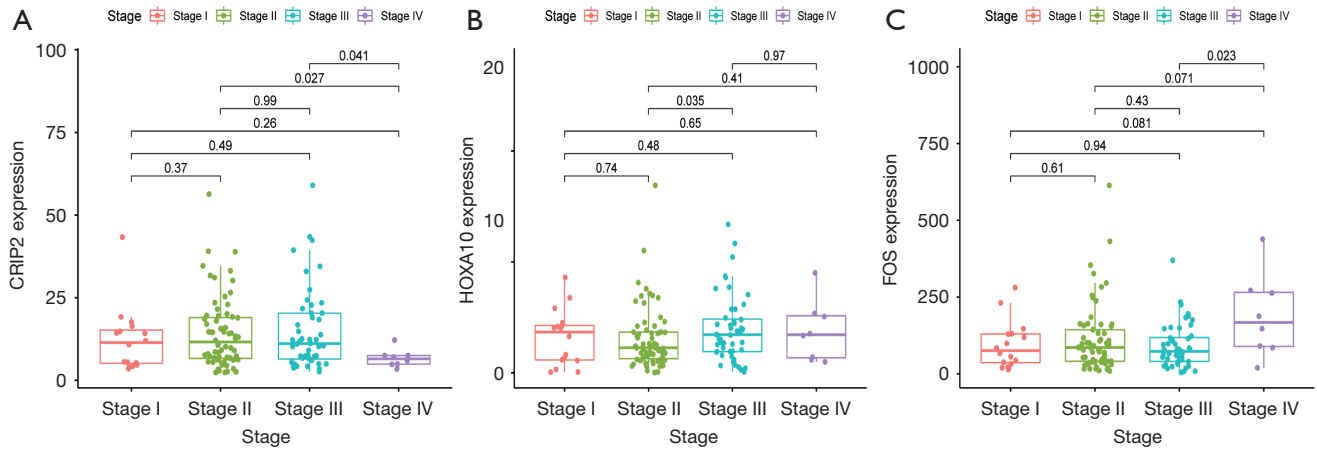 A
Stage Stage I Stage II Stage III Stage IV
CRIP2 expression
100
75
50
25
0
0.041
0.027
0.99
0.26
0.49
0.37
Stage I Stage II Stage III Stage IV
Stage
B
Stage Stage I Stage II Stage III Stage IV
HOXA10 expression
20
10
0
0.97
0.41
0.035
0.65
0.48
0.74
Stage I Stage II Stage III Stage IV
Stage
C
Stage Stage I Stage II Stage III Stage IV
FOS expression
1000
750
500
250
0
0.023
0.071
0.43
0.081
0.94
0.61
Stage I Stage II Stage III Stage IV
Stage